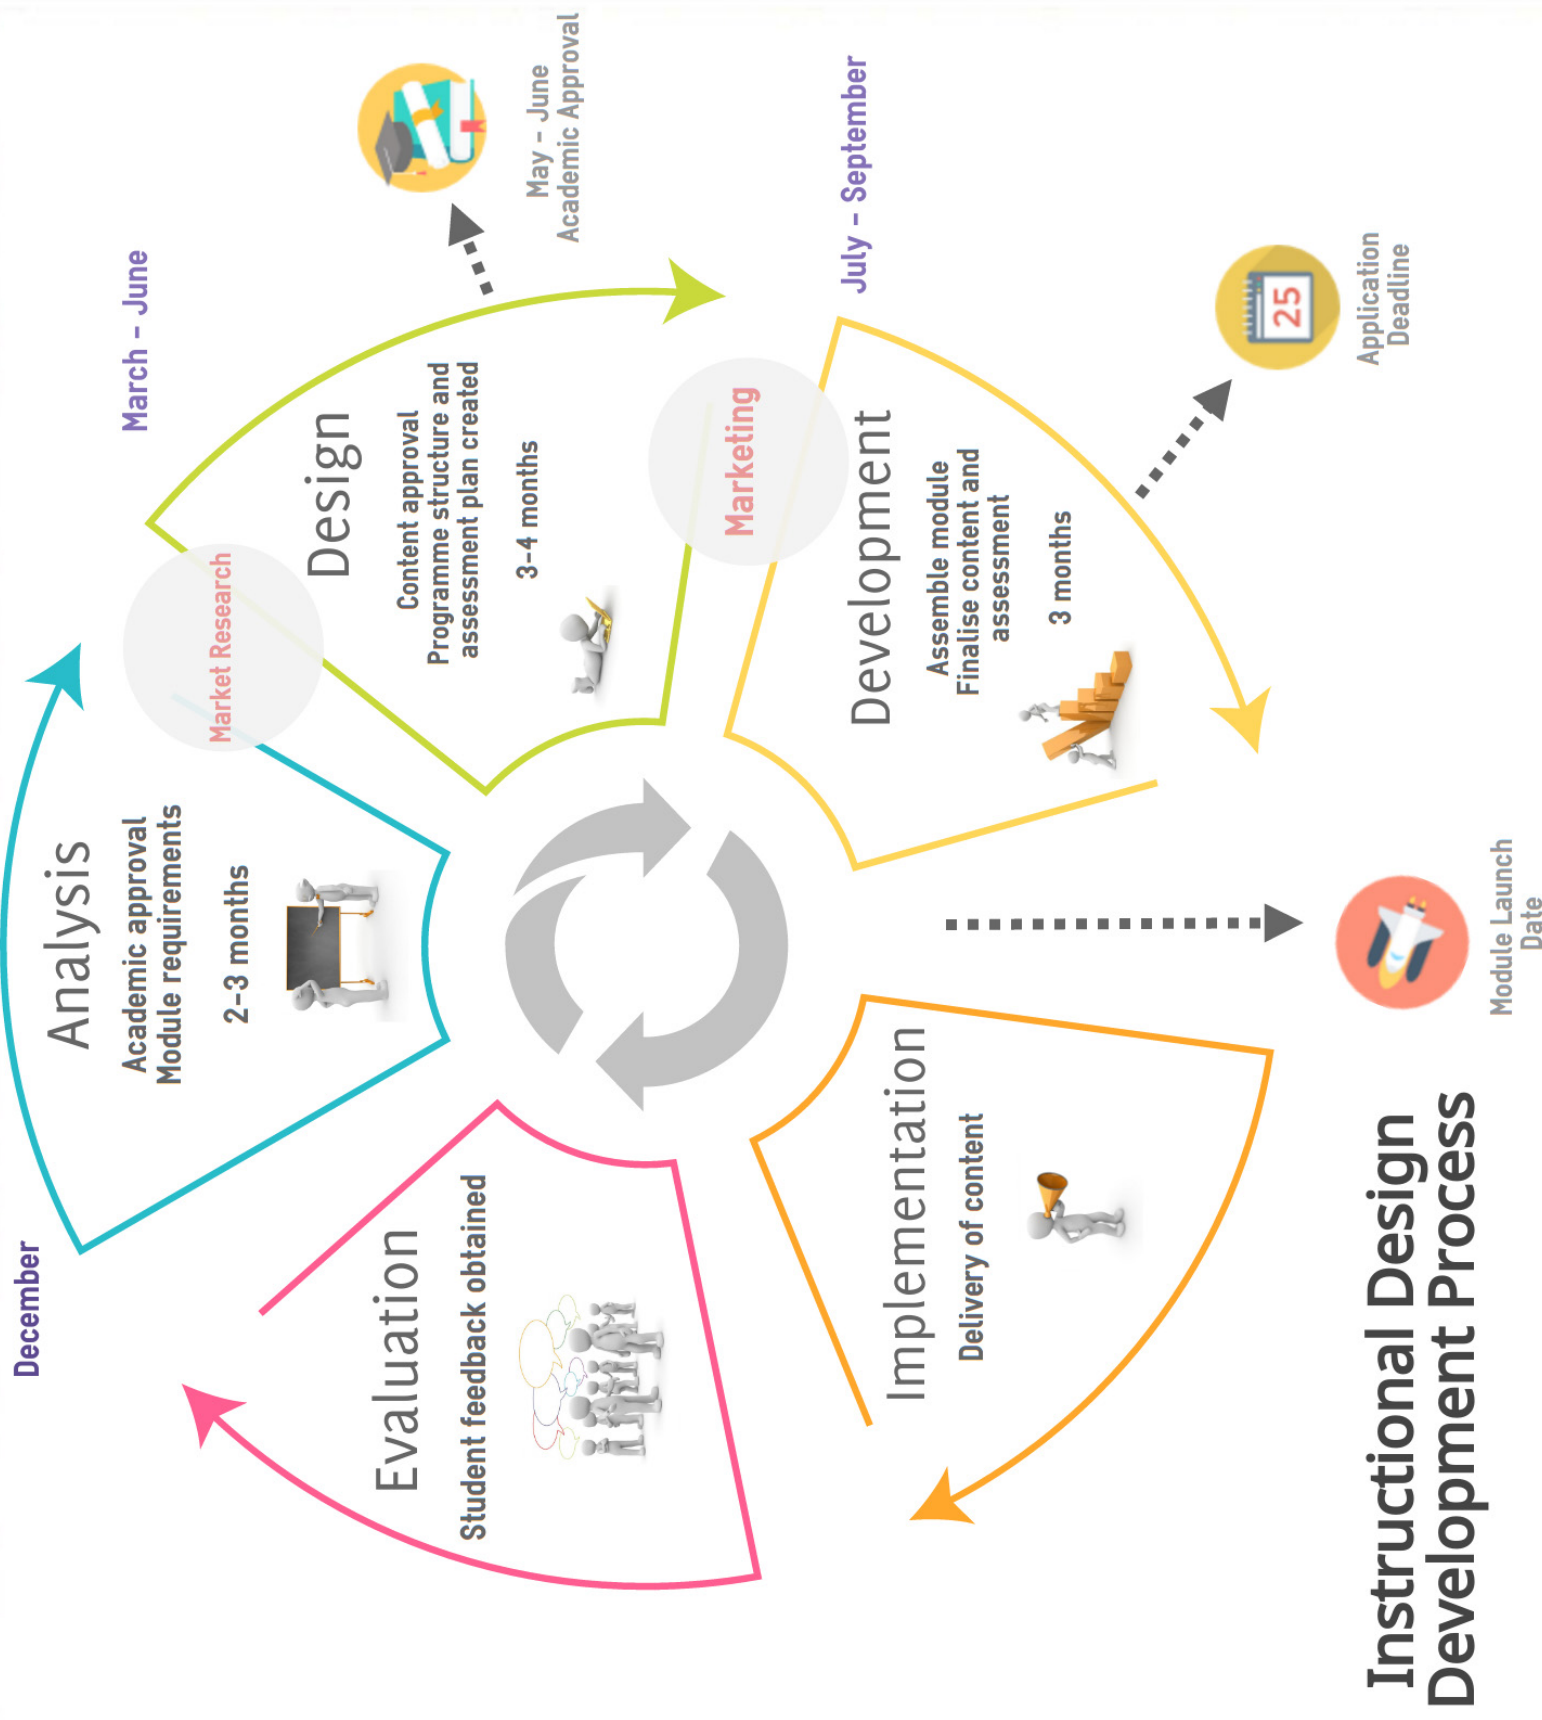 December
Analysis
Academic approval
Module requirements
2-3 months
Market Research
March - June
Design
Content approval
Programme structure and
assessment plan created
3-4 months
May - June
Academic Approval
Marketing
July - September
Development
Assemble module
Finalise content and
assessment
3 months
25
Application
Deadline
Module Launch
Date
Implementation
Delivery of content
Evaluation
Student feedback obtained
Instructional Design
Development Process